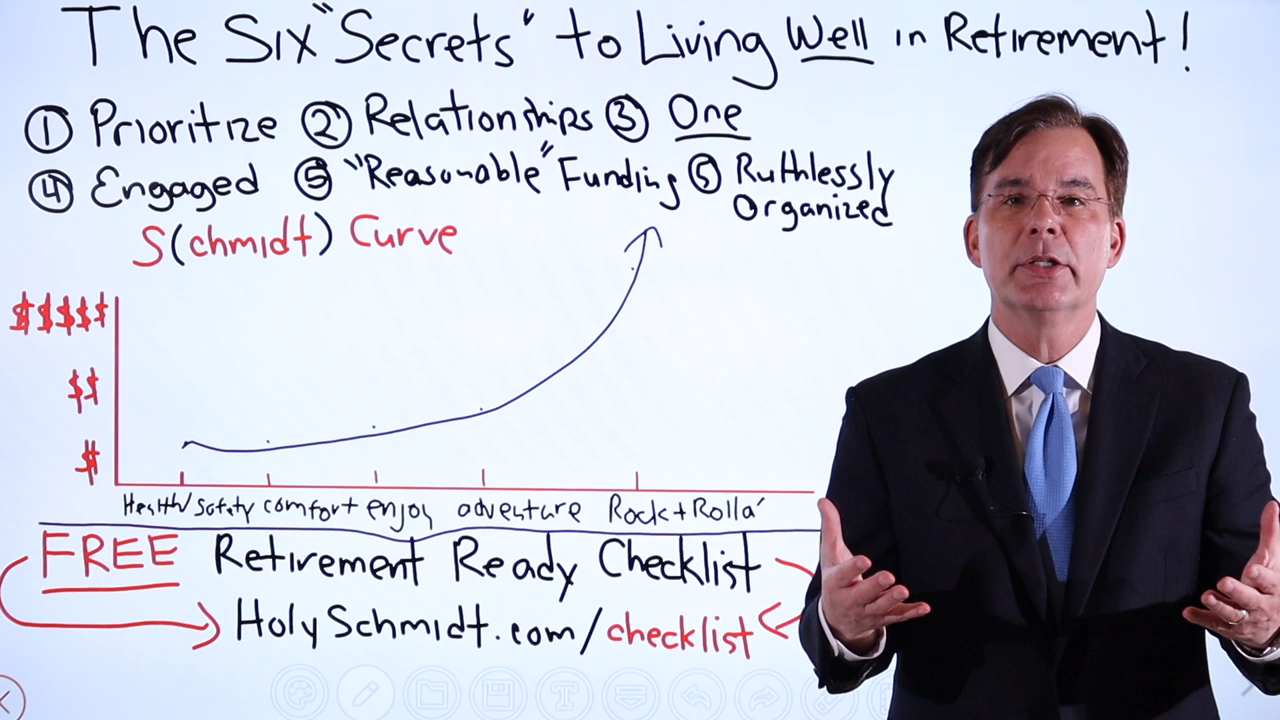 The Six "Secrets" to Living Well in Retirement!
① Prioritize ② Relationships ③ One
④ Engaged ⑤ "Reasonable" Funding ⑥ Ruthlessly
Organized
S(chmidt) Curve
$$$$$
$$
$
Health/Safety comfort enjoy adventure Rock+Rolla'
FREE Retirement Ready Checklist
HolySchmidt.com/checklist
T